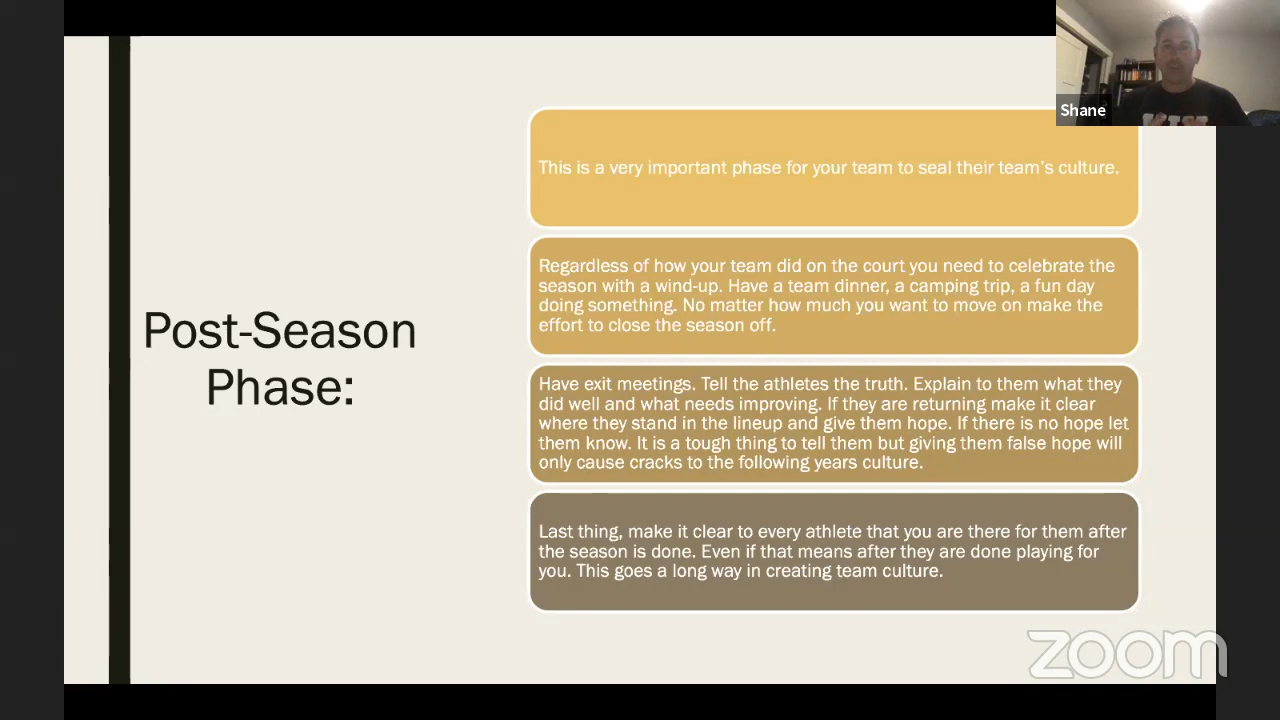 Shane
Post-Season
Phase:
This is a very important phase for your team to seal their team's culture.
Regardless of how your team did on the court you need to celebrate the
season with a wind-up. Have a team dinner, a camping trip, a fun day
doing something. No matter how much you want to move on make the
effort to close the season off.
Have exit meetings. Tell the athletes the truth. Explain to them what they
did well and what needs improving. If they are returning make it clear
where they stand in the lineup and give them hope. If there is no hope let
them know. It is a tough thing to tell them but giving them false hope will
only cause cracks to the following years culture.
Last thing, make it clear to every athlete that you are there for them after
the season is done. Even if that means after they are done playing for
you. This goes a long way in creating team culture.
zoom